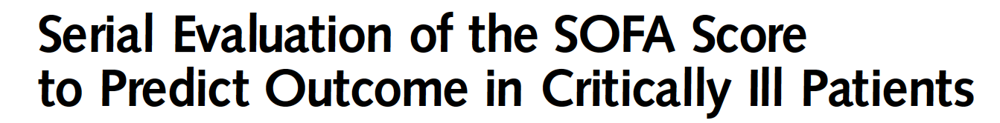 Serial Evaluation of the SOFA Score
to Predict Outcome in Critically Ill Patients